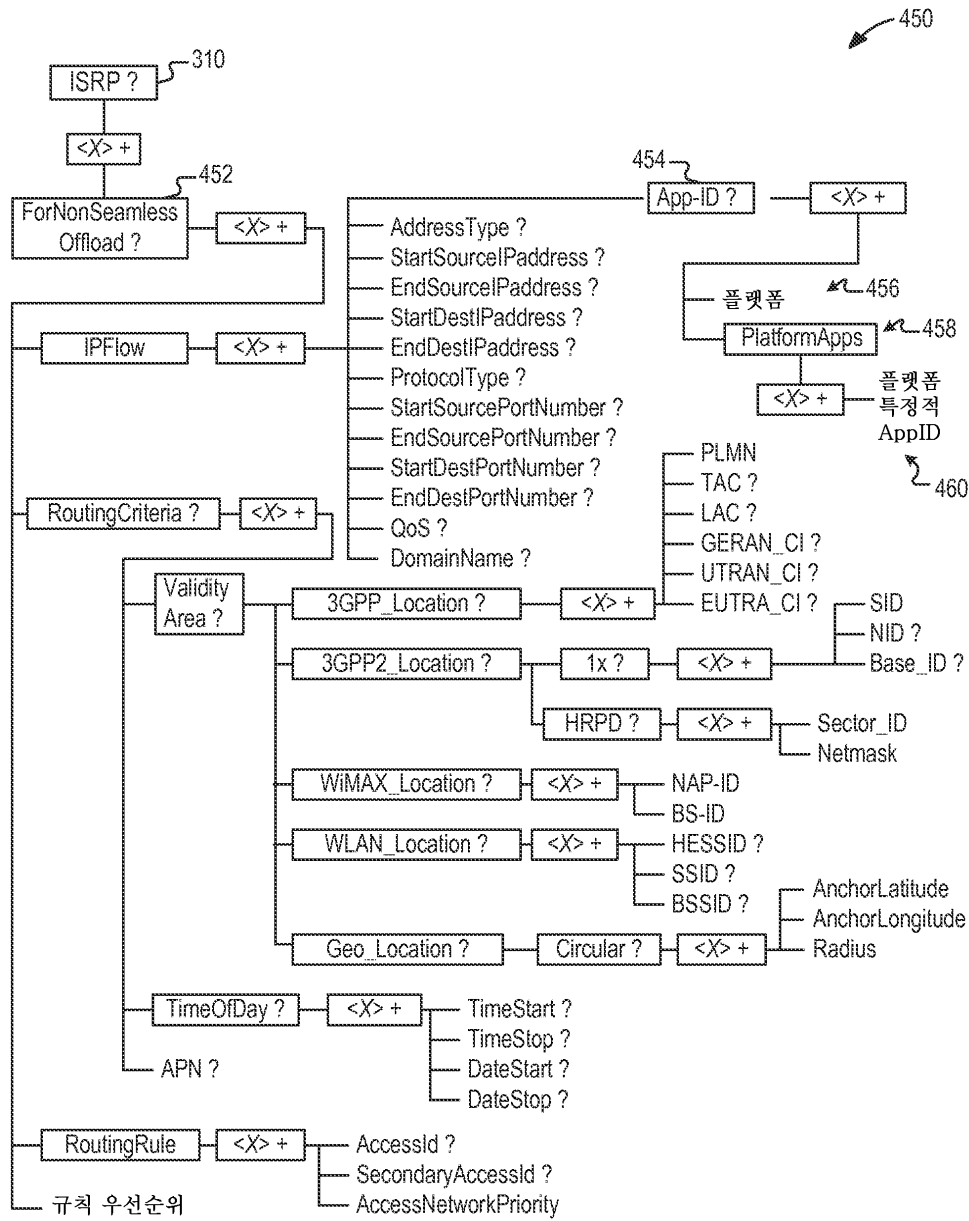 450
310
ISRP ?
<X> +
452
ForNonSeamless
Offload ?
<X> +
454
App-ID ?
<X> +
플랫폼
456
PlatformApps
458
<X> +
플랫폼
특정적
AppID
460
IPFlow
<X> +
AddressType ?
StartSourceIPaddress ?
EndSourceIPaddress ?
StartDestIPaddress ?
EndDestIPaddress ?
ProtocolType ?
StartSourcePortNumber ?
EndSourcePortNumber ?
StartDestPortNumber ?
EndDestPortNumber ?
QoS ?
DomainName ?
RoutingCriteria ?
<X> +
Validity
Area ?
3GPP_Location ?
<X> +
PLMN
TAC ?
LAC ?
GERAN_CI ?
UTRAN_CI ?
EUTRA_CI ?
3GPP2_Location ?
1x ?
<X> +
SID
NID ?
Base_ID ?
HRPD ?
<X> +
Sector_ID
Netmask
WiMAX_Location ?
<X> +
NAP-ID
BS-ID
WLAN_Location ?
<X> +
HESSID ?
SSID ?
BSSID ?
Geo_Location ?
Circular ?
<X> +
AnchorLatitude
AnchorLongitude
Radius
TimeOfDay ?
<X> +
TimeStart ?
TimeStop ?
DateStart ?
DateStop ?
APN ?
RoutingRule
<X> +
AccessId ?
SecondaryAccessId ?
AccessNetworkPriority
규칙 우선순위